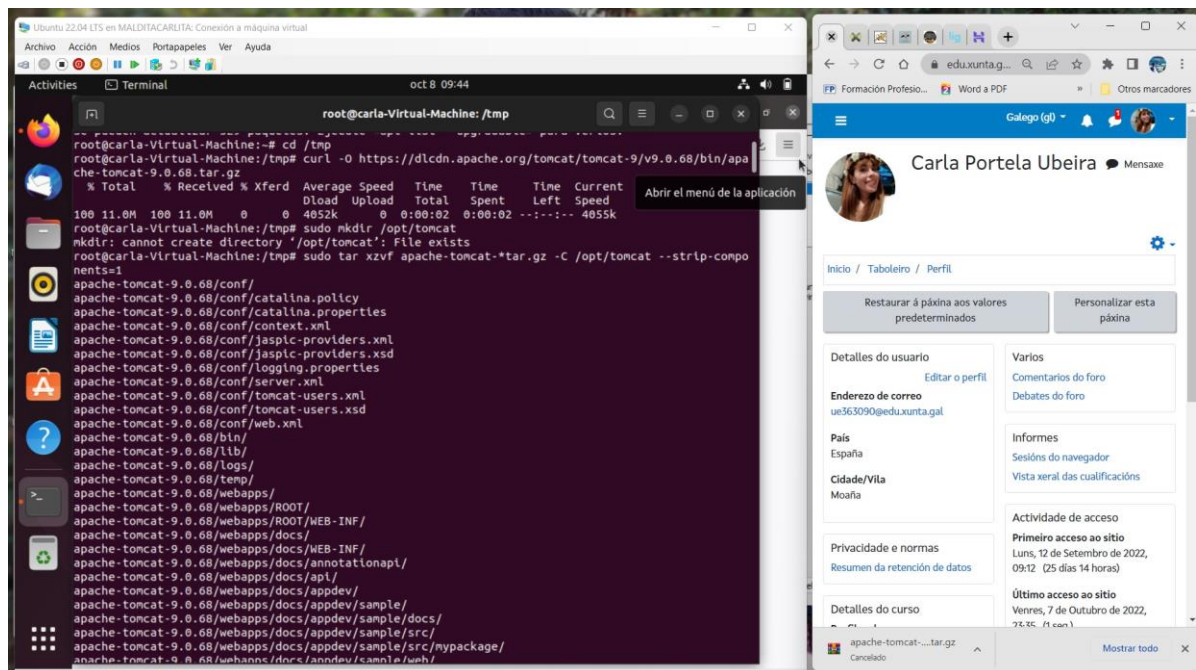 Ubuntu 22.04 LTS en MALDITACARLITA: Conexión a máquina virtual
Archivo Acción Medios Portapapeles Ver Ayuda
Activities Terminal oct 8 09:44
root@carla-Virtual-Machine: /tmp
root@carla-Virtual-Machine:~# cd /tmp
root@carla-Virtual-Machine:/tmp# curl -O https://dlcdn.apache.org/tomcat/tomcat-9/v9.0.68/bin/apa
che-tomcat-9.0.68.tar.gz
% Total % Received % Xferd Average Speed Time Time Time Current
Dload Upload Total Spent Left Speed
100 11.0M 100 11.0M 0 0 4052k 0 0:00:02 0:00:02 --:--:-- 4055k
root@carla-Virtual-Machine:/tmp# sudo mkdir /opt/tomcat
mkdir: cannot create directory ‘/opt/tomcat’: File exists
root@carla-Virtual-Machine:/tmp# sudo tar xzvf apache-tomcat-*tar.gz -C /opt/tomcat --strip-compo
nents=1
apache-tomcat-9.0.68/conf/
apache-tomcat-9.0.68/conf/catalina.policy
apache-tomcat-9.0.68/conf/catalina.properties
apache-tomcat-9.0.68/conf/context.xml
apache-tomcat-9.0.68/conf/jaspic-providers.xml
apache-tomcat-9.0.68/conf/jaspic-providers.xsd
apache-tomcat-9.0.68/conf/logging.properties
apache-tomcat-9.0.68/conf/server.xml
apache-tomcat-9.0.68/conf/tomcat-users.xml
apache-tomcat-9.0.68/conf/tomcat-users.xsd
apache-tomcat-9.0.68/conf/web.xml
apache-tomcat-9.0.68/bin/
apache-tomcat-9.0.68/lib/
apache-tomcat-9.0.68/logs/
apache-tomcat-9.0.68/temp/
apache-tomcat-9.0.68/webapps/
apache-tomcat-9.0.68/webapps/ROOT/
apache-tomcat-9.0.68/webapps/ROOT/WEB-INF/
apache-tomcat-9.0.68/webapps/docs/
apache-tomcat-9.0.68/webapps/docs/WEB-INF/
apache-tomcat-9.0.68/webapps/docs/annotationapi/
apache-tomcat-9.0.68/webapps/docs/api/
apache-tomcat-9.0.68/webapps/docs/appdev/
apache-tomcat-9.0.68/webapps/docs/appdev/sample/
apache-tomcat-9.0.68/webapps/docs/appdev/sample/docs/
apache-tomcat-9.0.68/webapps/docs/appdev/sample/src/
apache-tomcat-9.0.68/webapps/docs/appdev/sample/src/mypackage/
apache-tomcat-9.0.68/webapps/docs/appdev/sample/web/
Abrir el menú de la aplicación
edu.xunta.g...
Formación Profesio... Word a PDF » Otros marcadores
Galego (gl)
Carla Portela Ubeira Mensaxe
Inicio / Taboleiro / Perfil
Restaurar á páxina aos valores
predeterminados
Personalizar esta
páxina
Detalles do usuario
Editar o perfil
Enderezo de correo
ue363090@edu.xunta.gal
País
España
Cidade/Vila
Moaña
Privacidade e normas
Resumen da retención de datos
Detalles do curso
Varios
Comentarios do foro
Debates do foro
Informes
Sesións do navegador
Vista xeral das cualificacións
Actividade de acceso
Primeiro acceso ao sitio
Luns, 12 de Setembro de 2022,
09:12 (25 días 14 horas)
Último acceso ao sitio
Venres, 7 de Outubro de 2022,
23:35 (1 seg.)
apache-tomcat-....tar.gz
Cancelado
Mostrar todo